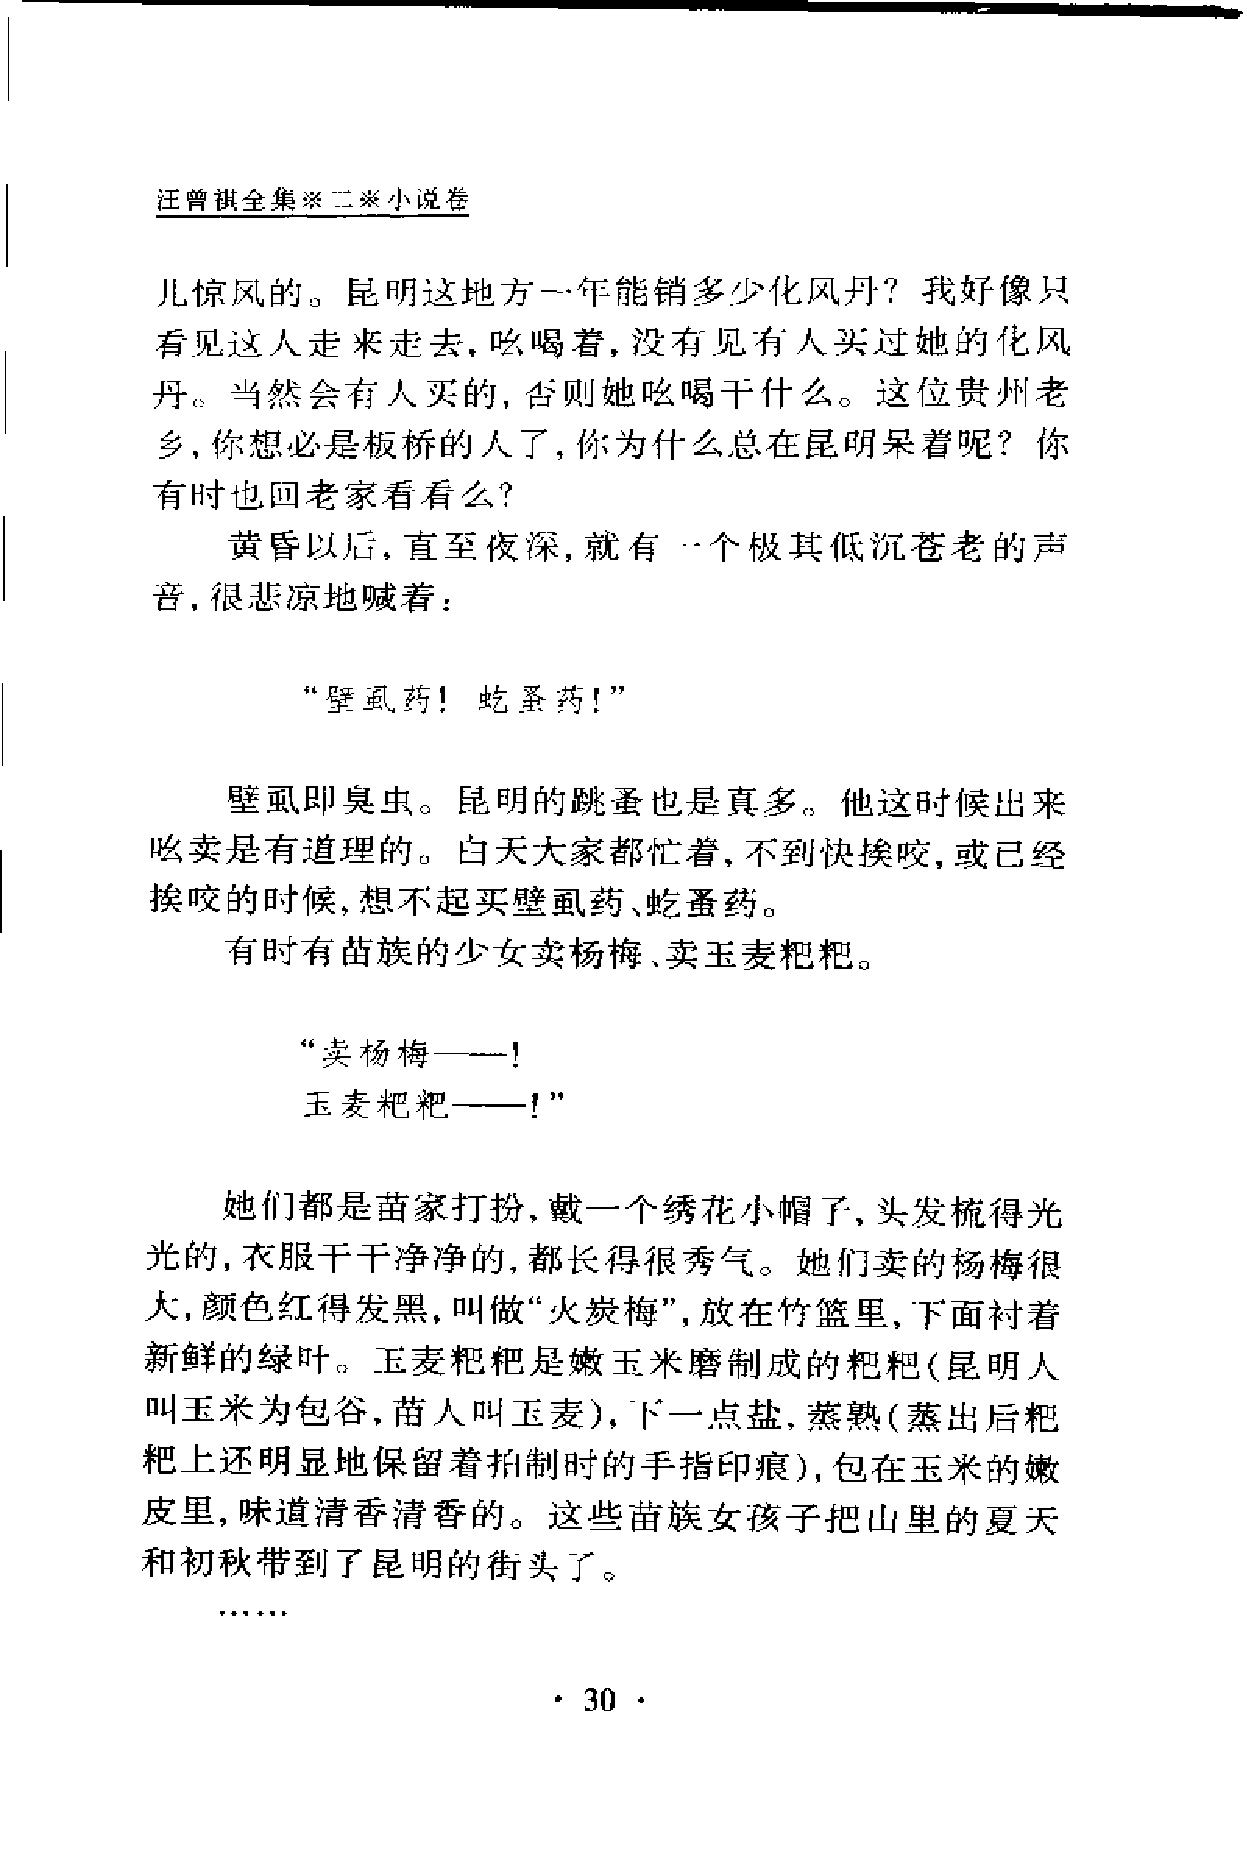 汪曾祺全集※二※小说卷
儿惊风的。昆明这地方一年能销多少化风丹？我好像只
看见这人走来走去，吆喝着，没有见有人买过她的化风
丹。当然会有人买的，否则她吆喝干什么。这位贵州老
乡，你想必是板桥的人了，你为什么总在昆明呆着呢？你
有时也回老家看看么？
黄昏以后，直至夜深，就有一个极其低沉苍老的声
音，很悲凉地喊着：
“壁虱药！虼蚤药！”
壁虱即臭虫。昆明的跳蚤也是真多。他这时候出来
吆卖是有道理的。白天大家都忙着，不到快挨咬，或已经
挨咬的时候，想不起买壁虱药、虼蚤药。
有时有苗族的少女卖杨梅、卖玉麦粑粑。
“卖杨梅——！
玉麦粑粑——！”
她们都是苗家打扮，戴一个绣花小帽子，头发梳得光
光的，衣服干干净净的，都长得很秀气。她们卖的杨梅很
大，颜色红得发黑，叫做“火炭梅”，放在竹篮里，下面衬着
新鲜的绿叶。玉麦粑粑是嫩玉米磨制成的粑粑(昆明人
叫玉米为包谷，苗人叫玉麦)，下一点盐，蒸熟(蒸出后粑
粑上还明显地保留着拍制时的手指印痕)，包在玉米的嫩
皮里，味道清香清香的。这些苗族女孩子把山里的夏天
和初秋带到了昆明的街头了。
……
· 30 ·